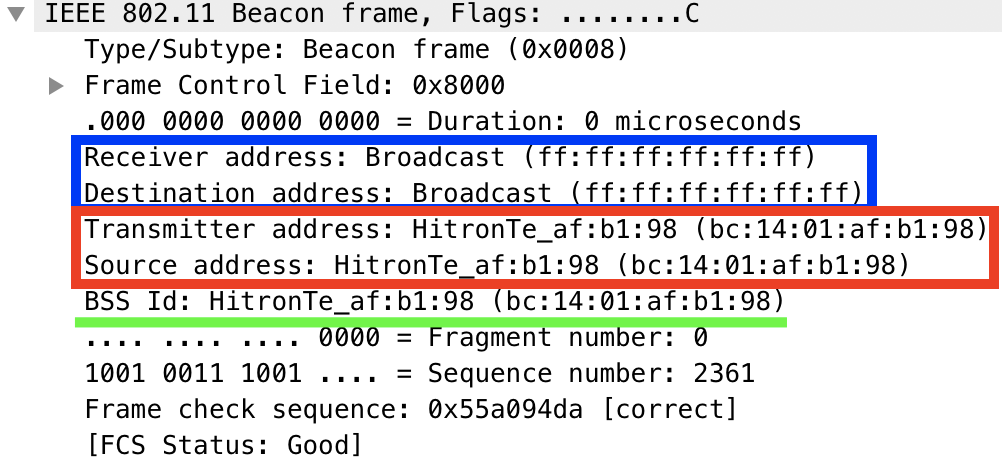 IEEE 802.11 Beacon frame, Flags: ........C
Type/Subtype: Beacon frame (0x0008)
Frame Control Field: 0x8000
.000 0000 0000 0000 = Duration: 0 microseconds
Receiver address: Broadcast (ff:ff:ff:ff:ff:ff)
Destination address: Broadcast (ff:ff:ff:ff:ff:ff)
Transmitter address: HitronTe_af:b1:98 (bc:14:01:af:b1:98)
Source address: HitronTe_af:b1:98 (bc:14:01:af:b1:98)
BSS Id: HitronTe_af:b1:98 (bc:14:01:af:b1:98)
.... .... .... 0000 = Fragment number: 0
1001 0011 1001 .... = Sequence number: 2361
Frame check sequence: 0x55a094da [correct]
[FCS Status: Good]